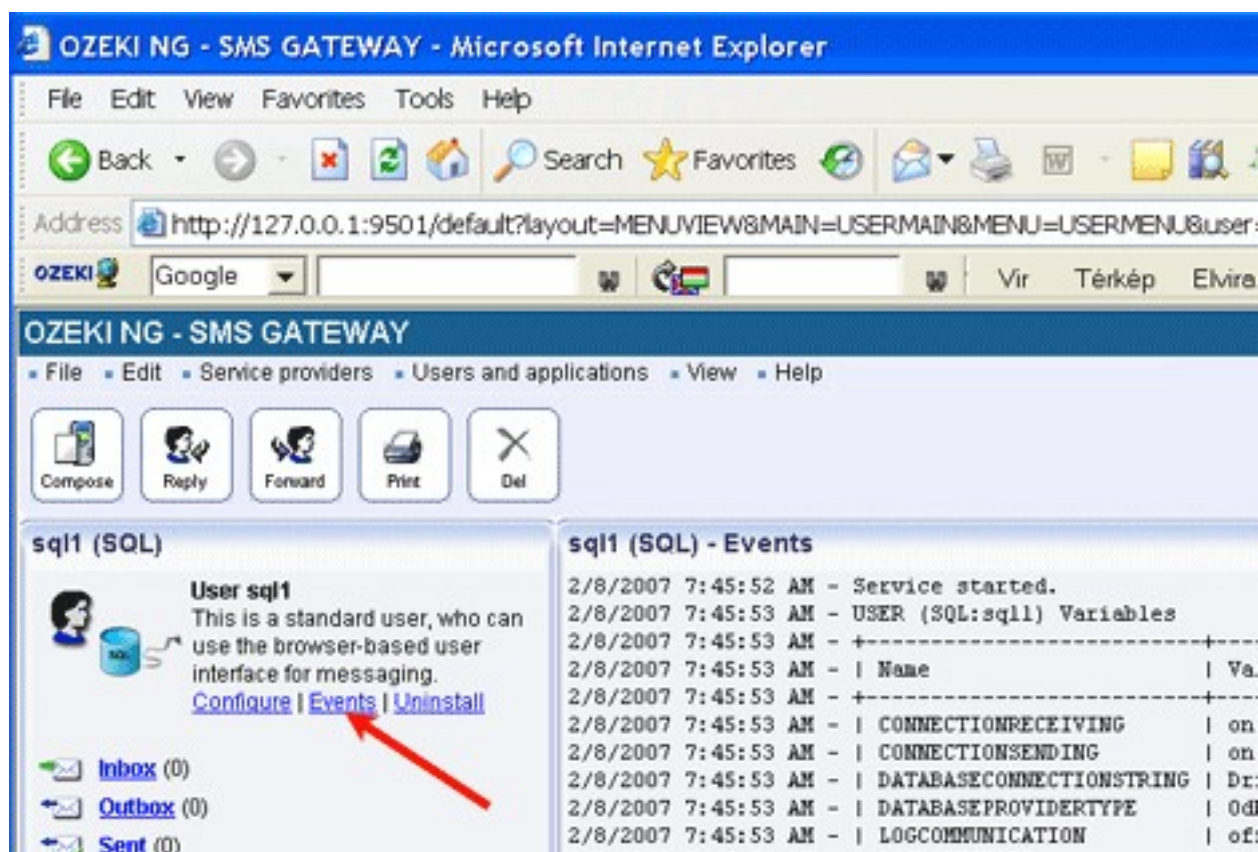 OZEKI NG - SMS GATEWAY - Microsoft Internet Explorer
File Edit View Favorites Tools Help
Back Search Favorites
Address http://127.0.0.1:9501/default?layout=MENUVIEW&MAIN=USERMAIN&MENU=USERMENU&user=
OZEKI Google Vir Térkép Elvira
OZEKI NG - SMS GATEWAY
File Edit Service providers Users and applications View Help
Compose Reply Forward Print Del
sql1 (SQL)
User sql1
This is a standard user, who can
use the browser-based user
interface for messaging.
Configure | Events | Uninstall
Inbox (0)
Outbox (0)
Sent (0)
sql1 (SQL) - Events
2/8/2007 7:45:52 AM - Service started.
2/8/2007 7:45:53 AM - USER (SQL:sql1) Variables
2/8/2007 7:45:53 AM - +------------------------------+----
2/8/2007 7:45:53 AM - | Name | Va
2/8/2007 7:45:53 AM - +------------------------------+----
2/8/2007 7:45:53 AM - | CONNECTIONRECEIVING | on
2/8/2007 7:45:53 AM - | CONNECTIONSENDING | on
2/8/2007 7:45:53 AM - | DATABASECONNECTIONSTRING | Dri
2/8/2007 7:45:53 AM - | DATABASEPROVIDERTYPE | Od
2/8/2007 7:45:53 AM - | LOGCOMMUNICATION | of